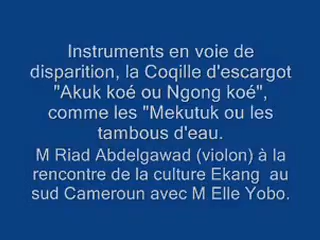 Instruments en voie de
disparition, la Coqille d'escargot
"Akuk koé ou Ngong koé",
comme les "Mekutuk ou les
tambous d'eau.
M Riad Abdelgawad (violon) à la
rencontre de la culture Ekang au
sud Cameroun avec M Elle Yobo.